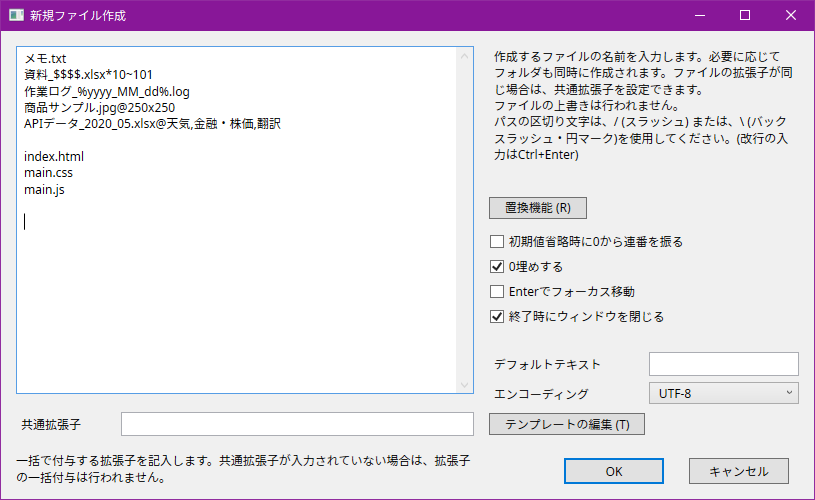 新規ファイル作成
メモ.txt
資料_$$$$.xlsx*10~101
作業ログ_%yyyy_MM_dd%.log
商品サンプル.jpg@250x250
APIデータ_2020_05.xlsx@天気,金融・株価,翻訳
index.html
main.css
main.js
作成するファイルの名前を入力します。必要に応じて
フォルダも同時に作成されます。ファイルの拡張子が同
じ場合は、共通拡張子を設定できます。
ファイルの上書きは行われません。
パスの区切り文字は、/ (スラッシュ) または、\ (バック
スラッシュ・円マーク)を使用してください。(改行の入
力はCtrl+Enter)
置換機能 (R)
初期値省略時に0から連番を振る
0埋めする
Enterでフォーカス移動
終了時にウィンドウを閉じる
デフォルトテキスト
エンコーディング
UTF-8
共通拡張子
テンプレートの編集 (T)
一括で付与する拡張子を記入します。共通拡張子が入力されていない場合は、拡張子
の一括付与は行われません。
OK
キャンセル